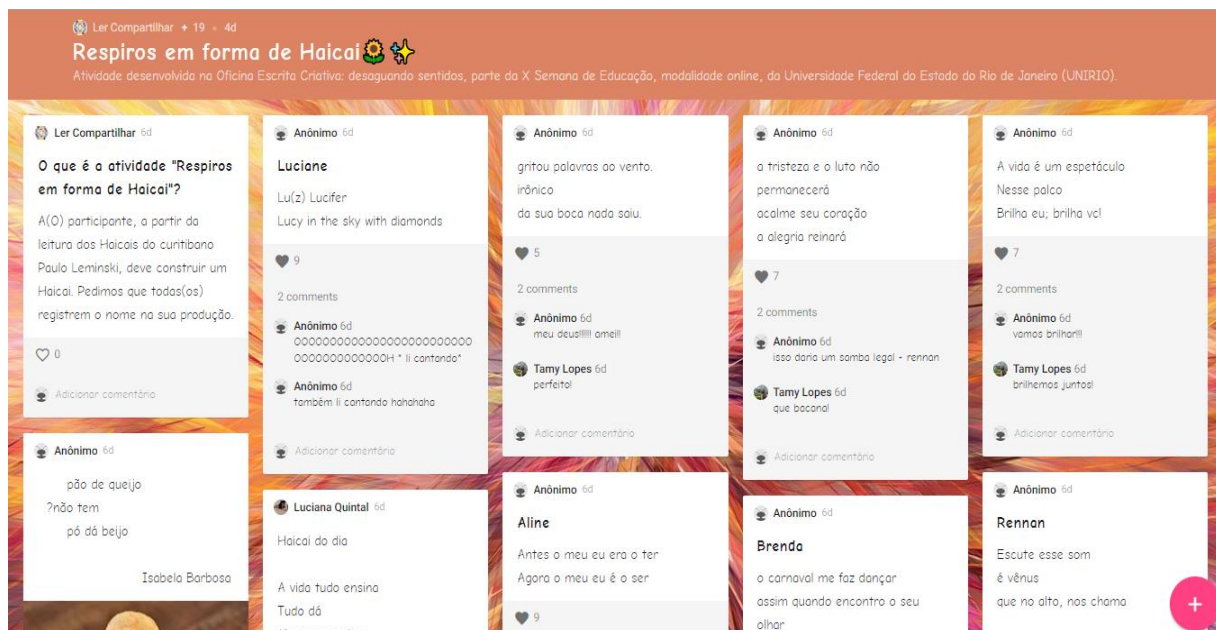 Ler Compartilhar + 19 • 4d
Respiros em forma de Haicai🌻✨
Atividade desenvolvida na Oficina Escrita Criativa: desaguando sentidos, parte da X Semana de Educação, modalidade online, da Universidade Federal do Estado do Rio de Janeiro (UNIRIO).
Ler Compartilhar 6d
O que é a atividade "Respiros
em forma de Haicai"?
A(O) participante, a partir da
leitura dos Haicais do curitibano
Paulo Leminski, deve construir um
Haicai. Pedimos que todas(os)
registrem o nome na sua produção.
0
Adicionar comentário
Anônimo 6d
pão de queijo
?não tem
pó dá beijo
Isabela Barbosa
Anônimo 6d
Luciane
Lu(z) Lucifer
Lucy in the sky with diamonds
9
2 comments
Anônimo 6d
OOOOOOOOOOOOOOOOOOOOOOOOOO
OOOOOOOOOOOOOH * li cantando*
Anônimo 6d
também li cantando hahahaha
Adicionar comentário
Luciana Quintal 6d
Haicai do dia
A vida tudo ensina
Tudo dá
Anônimo 6d
gritou palavras ao vento.
irônico
da sua boca nada saiu.
5
2 comments
Anônimo 6d
meu deus!!!!! amei!!
Tamy Lopes 6d
perfeito!
Adicionar comentário
Anônimo 6d
Aline
Antes o meu eu era o ter
Agora o meu eu é o ser
9
Anônimo 6d
a tristeza e o luto não
permanecerá
acalme seu coração
a alegria reinará
7
2 comments
Anônimo 6d
isso daria um samba legal - rennan
Tamy Lopes 6d
que bacana!
Adicionar comentário
Anônimo 6d
Brenda
o carnaval me faz dançar
assim quando encontro o seu
olhar
Anônimo 6d
A vida é um espetáculo
Nesse palco
Brilha eu; brilha vc!
7
2 comments
Anônimo 6d
vamos brilhar!!!
Tamy Lopes 6d
brilhemos juntos!
Adicionar comentário
Anônimo 6d
Rennan
Escute esse som
é vênus
que no alto, nos chama